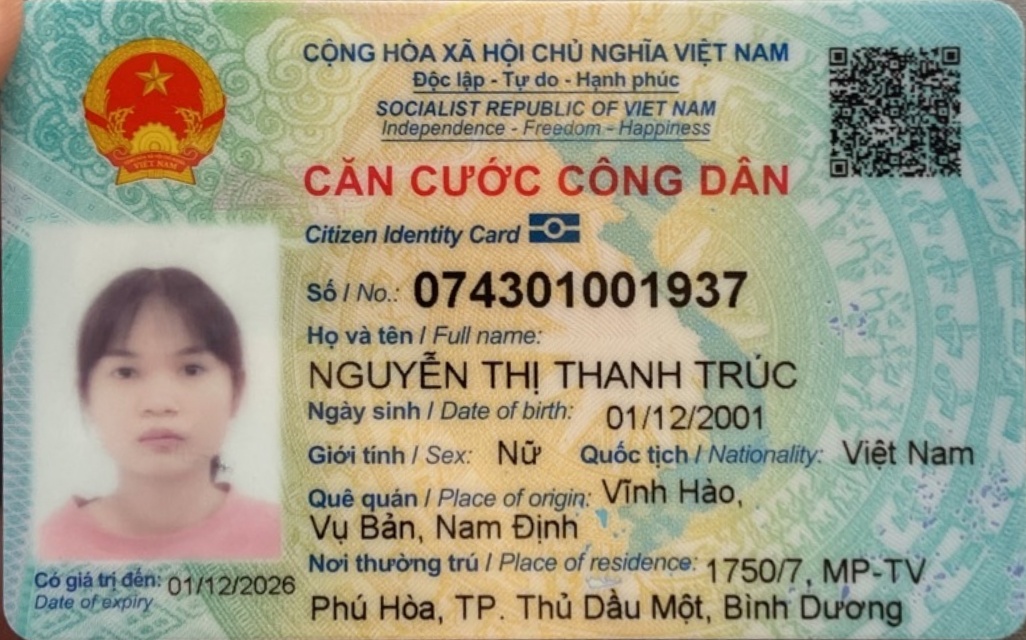 CỘNG HÒA XÃ HỘI CHỦ NGHĨA VIỆT NAM
Độc lập - Tự do - Hạnh phúc
SOCIALIST REPUBLIC OF VIET NAM
Independence - Freedom - Happiness
VIET NAM
CĂN CƯỚC CÔNG DÂN
Citizen Identity Card
Số / No.: 074301001937
Họ và tên / Full name:
NGUYỄN THỊ THANH TRÚC
Ngày sinh / Date of birth: 01/12/2001
Giới tính / Sex: Nữ Quốc tịch / Nationality: Việt Nam
Quê quán / Place of origin: Vĩnh Hào,
Vụ Bản, Nam Định
Nơi thường trú / Place of residence: 1750/7, MP-TV
Phú Hòa, TP. Thủ Dầu Một, Bình Dương
Có giá trị đến: 01/12/2026
Date of expiry